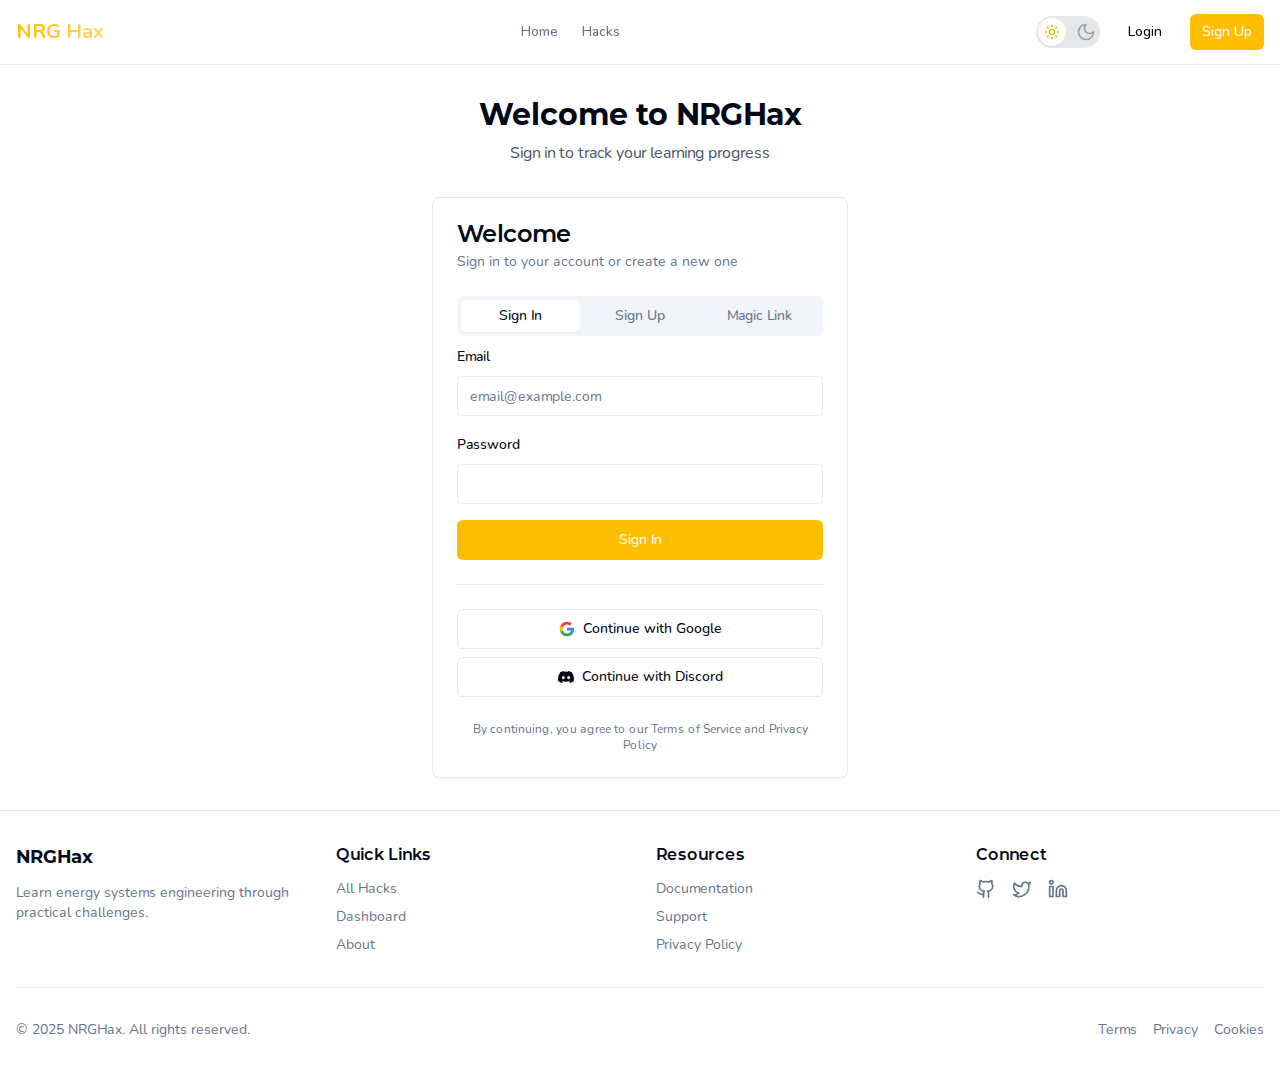 NRG Hax
Home
Hacks
Login
Sign Up
Welcome to NRGHax
Sign in to track your learning progress
Welcome
Sign in to your account or create a new one
Sign In
Sign Up
Magic Link
Email
email@example.com
Password
Sign In
Continue with Google
Continue with Discord
By continuing, you agree to our Terms of Service and Privacy
Policy
NRGHax
Learn energy systems engineering through
practical challenges.
Quick Links
All Hacks
Dashboard
About
Resources
Documentation
Support
Privacy Policy
Connect
© 2025 NRGHax. All rights reserved.
Terms
Privacy
Cookies